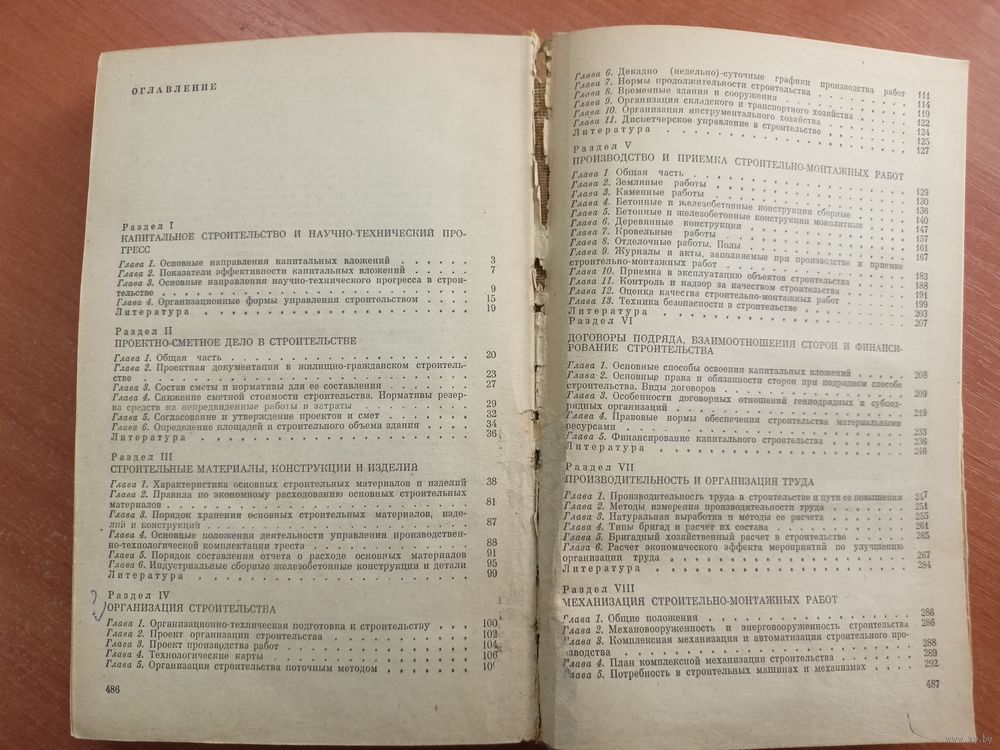 ОГЛАВЛЕНИЕ
Раздел I
КАПИТАЛЬНОЕ СТРОИТЕЛЬСТВО И НАУЧНО-ТЕХНИЧЕСКИЙ ПРО-
ГРЕСС
Глава 1. Основные направления капитальных вложений . . . . . . 3
Глава 2. Показатели эффективности капитальных вложений . . . . 7
Глава 3. Основные направления научно-технического прогресса в строи-
тельстве . . . . . . . . . . . . . . . . 9
Глава 4. Организационные формы управления строительством . . . . 15
Литература . . . . . . . . . . . . . . . . 19
Раздел II
ПРОЕКТНО-СМЕТНОЕ ДЕЛО В СТРОИТЕЛЬСТВЕ
Глава 1. Общая часть . . . . . . . . . . . . . 20
Глава 2. Проектная документация в жилищно-гражданском строитель-
стве . . . . . . . . . . . . . . . . . 23
Глава 3. Состав сметы и нормативы для ее составления . . . . . . 27
Глава 4. Снижение сметной стоимости строительства. Нормативы резер-
ва средств на непредвиденные работы и затраты . . . . . . . 29
Глава 5. Согласование и утверждение проектов и смет . . . . . . 32
Глава 6. Определение площадей и строительного объема здания . . . 34
Литература . . . . . . . . . . . . . . . . 36
Раздел III
СТРОИТЕЛЬНЫЕ МАТЕРИАЛЫ, КОНСТРУКЦИИ И ИЗДЕЛИЯ
Глава 1. Характеристика основных строительных материалов и изделий 38
Глава 2. Правила по экономному расходованию основных строительных
материалов . . . . . . . . . . . . . . . . 81
Глава 3. Порядок хранения основных строительных материалов, изде-
лий и конструкций . . . . . . . . . . . . . . 87
Глава 4. Основные положения деятельности управления производствен-
но-технологической комплектации треста . . . . . . . . . 88
Глава 5. Порядок составления отчета о расходе основных материалов 91
Глава 6. Индустриальные сборные железобетонные конструкции и детали 95
Литература . . . . . . . . . . . . . . . . 99
Раздел IV
ОРГАНИЗАЦИЯ СТРОИТЕЛЬСТВА
Глава 1. Организационно-техническая подготовка к строительству . . 100
Глава 2. Проект организации строительства . . . . . . . . 102
Глава 3. Проект производства работ . . . . . . . . . . 104
Глава 4. Технологические карты . . . . . . . . . . . 106
Глава 5. Организация строительства поточным методом . . . . . 10
486
Глава 6. Декадно (недельно)-суточные графики производства работ 111
Глава 7. Нормы продолжительности строительства . . . . . . 114
Глава 8. Временные здания и сооружения . . . . . . . . 119
Глава 9. Организация складского и транспортного хозяйства . . . 122
Глава 10. Организация инструментального хозяйства . . . . . 124
Глава 11. Диспетчерское управление в строительстве . . . . . 125
Литература . . . . . . . . . . . . . . . . 127
Раздел V
ПРОИЗВОДСТВО И ПРИЕМКА СТРОИТЕЛЬНО-МОНТАЖНЫХ РАБОТ
Глава 1. Общая часть . . . . . . . . . . . . . 129
Глава 2. Земляные работы . . . . . . . . . . . . 130
Глава 3. Каменные работы . . . . . . . . . . . . 136
Глава 4. Бетонные и железобетонные конструкции сборные . . . . 140
Глава 5. Бетонные и железобетонные конструкции монолитные . . . 147
Глава 6. Деревянные конструкции . . . . . . . . . . 157
Глава 7. Кровельные работы . . . . . . . . . . . 161
Глава 8. Отделочные работы. Полы . . . . . . . . . . 167
Глава 9. Журналы и акты, заполняемые при производстве и приемке
строительно-монтажных работ . . . . . . . . . . . 183
Глава 10. Приемка в эксплуатацию объектов строительства . . . . 188
Глава 11. Контроль и надзор за качеством строительства . . . . 191
Глава 12. Оценка качества строительно-монтажных работ . . . . 199
Глава 13. Техника безопасности в строительстве . . . . . . 203
Литература . . . . . . . . . . . . . . . . 207
Раздел VI
ДОГОВОРЫ ПОДРЯДА, ВЗАИМООТНОШЕНИЯ СТОРОН И ФИНАНСИ-
РОВАНИЕ СТРОИТЕЛЬСТВА
Глава 1. Основные способы освоения капитальных вложений . . . . 208
Глава 2. Основные права и обязанности сторон при подрядном способе
строительства. Виды договоров . . . . . . . . . . . 209
Глава 3. Особенности договорных отношений генподрядных и субпод-
рядных организаций . . . . . . . . . . . . . . 219
Глава 4. Правовые нормы обеспечения строительства материальными
ресурсами . . . . . . . . . . . . . . . . 233
Глава 5. Финансирование капитального строительства . . . . . 236
Литература . . . . . . . . . . . . . . . . 246
Раздел VII
ПРОИЗВОДИТЕЛЬНОСТЬ И ОРГАНИЗАЦИЯ ТРУДА
Глава 1. Производительность труда в строительстве и пути ее повышения 247
Глава 2. Методы измерения производительности труда . . . . . 251
Глава 3. Натуральная выработка и методы ее расчета . . . . . 255
Глава 4. Типы бригад и расчет их состава . . . . . . . . 261
Глава 5. Бригадный хозяйственный расчет в строительстве . . . . 265
Глава 6. Расчет экономического эффекта мероприятий по улучшению
организации труда . . . . . . . . . . . . . . 267
Литература . . . . . . . . . . . . . . . . 284
Раздел VIII
МЕХАНИЗАЦИЯ СТРОИТЕЛЬНО-МОНТАЖНЫХ РАБОТ
Глава 1. Общие положения . . . . . . . . . . . . 286
Глава 2. Механовооруженность и энерговооруженность строительства 286
Глава 3. Комплексная механизация и автоматизация строительного про-
изводства . . . . . . . . . . . . . . . . 288
Глава 4. План комплексной механизации строительства . . . . . 289
Глава 5. Потребность в строительных машинах и механизмах . . . 292
487
www.ay.by